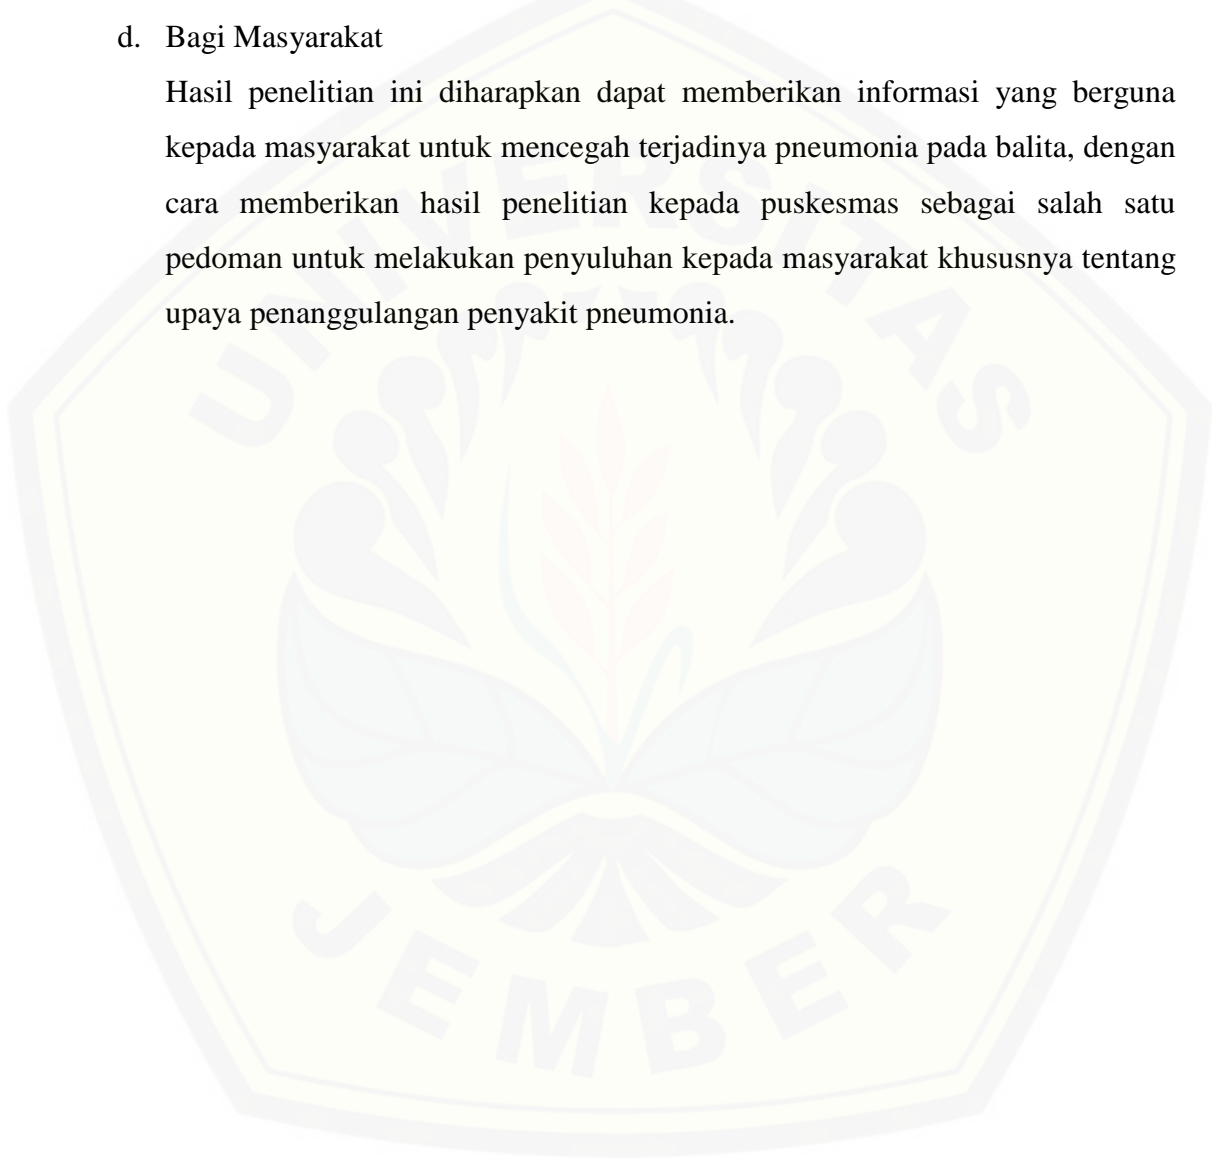 d. Bagi Masyarakat
Hasil penelitian ini diharapkan dapat memberikan informasi yang berguna
kepada masyarakat untuk mencegah terjadinya pneumonia pada balita, dengan
cara memberikan hasil penelitian kepada puskesmas sebagai salah satu
pedoman untuk melakukan penyuluhan kepada masyarakat khususnya tentang
upaya penanggulangan penyakit pneumonia.
UNIVERSITAS
JEMBER